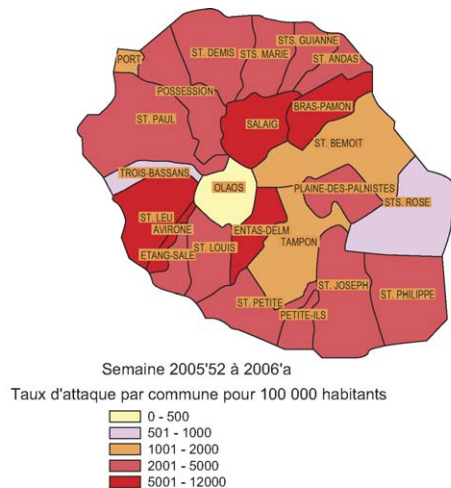 STS. GUIANNE
ST. DEMIS
STS. MARIE
PORT
ST. ANDAS
POSSESSION
BRAS-PAMON
ST. PAUL
SALAIG
ST. BEMOIT
TROIS-BASSANS
OLAOS
PLAINE-DES-PALNISTES
STS. ROSE
ST. LEU
AVIRONE
ENTAS-DELM
ST. LOUIS
TAMPON
ETANG-SALE
ST. JOSEPH
ST. PHILIPPE
ST. PETITE
PETITE-ILS
Semaine 2005'52 à 2006'a
Taux d'attaque par commune pour 100 000 habitants
0 - 500
501 - 1000
1001 - 2000
2001 - 5000
5001 - 12000